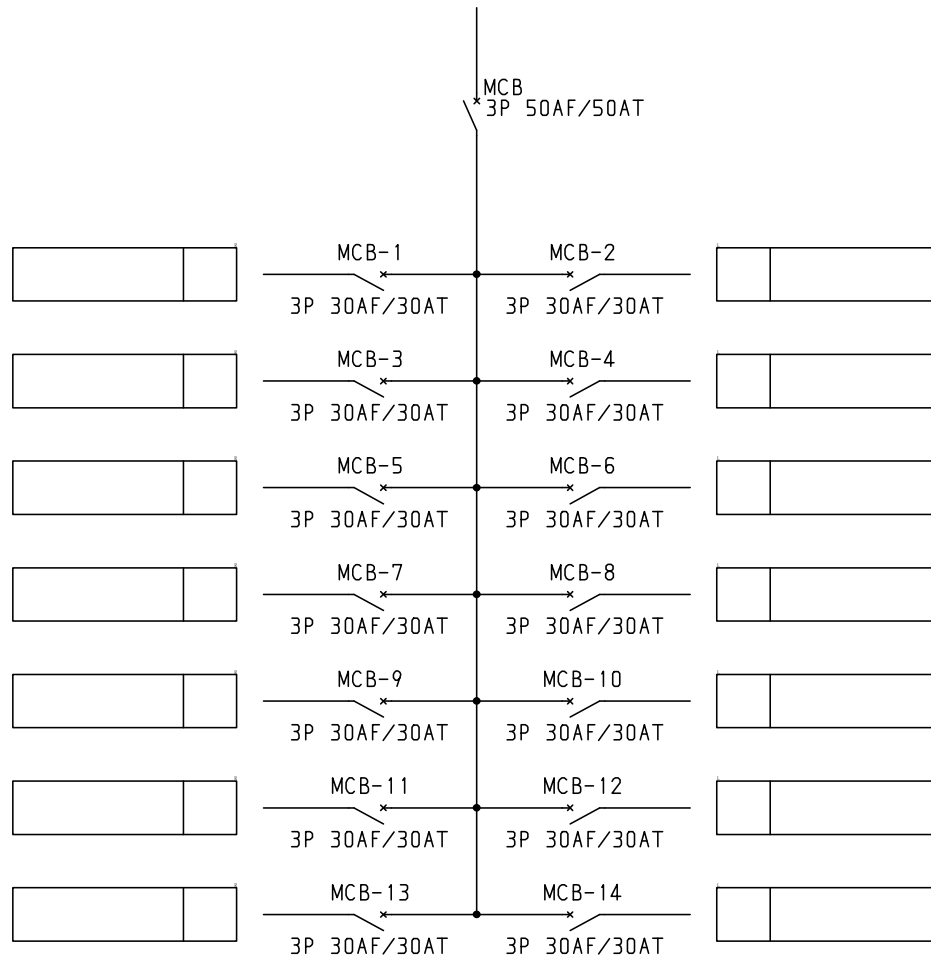 MCB
3P 50AF/50AT
MCB-1 MCB-2
3P 30AF/30AT 3P 30AF/30AT
MCB-3 MCB-4
3P 30AF/30AT 3P 30AF/30AT
MCB-5 MCB-6
3P 30AF/30AT 3P 30AF/30AT
MCB-7 MCB-8
3P 30AF/30AT 3P 30AF/30AT
MCB-9 MCB-10
3P 30AF/30AT 3P 30AF/30AT
MCB-11 MCB-12
3P 30AF/30AT 3P 30AF/30AT
MCB-13 MCB-14
3P 30AF/30AT 3P 30AF/30AT